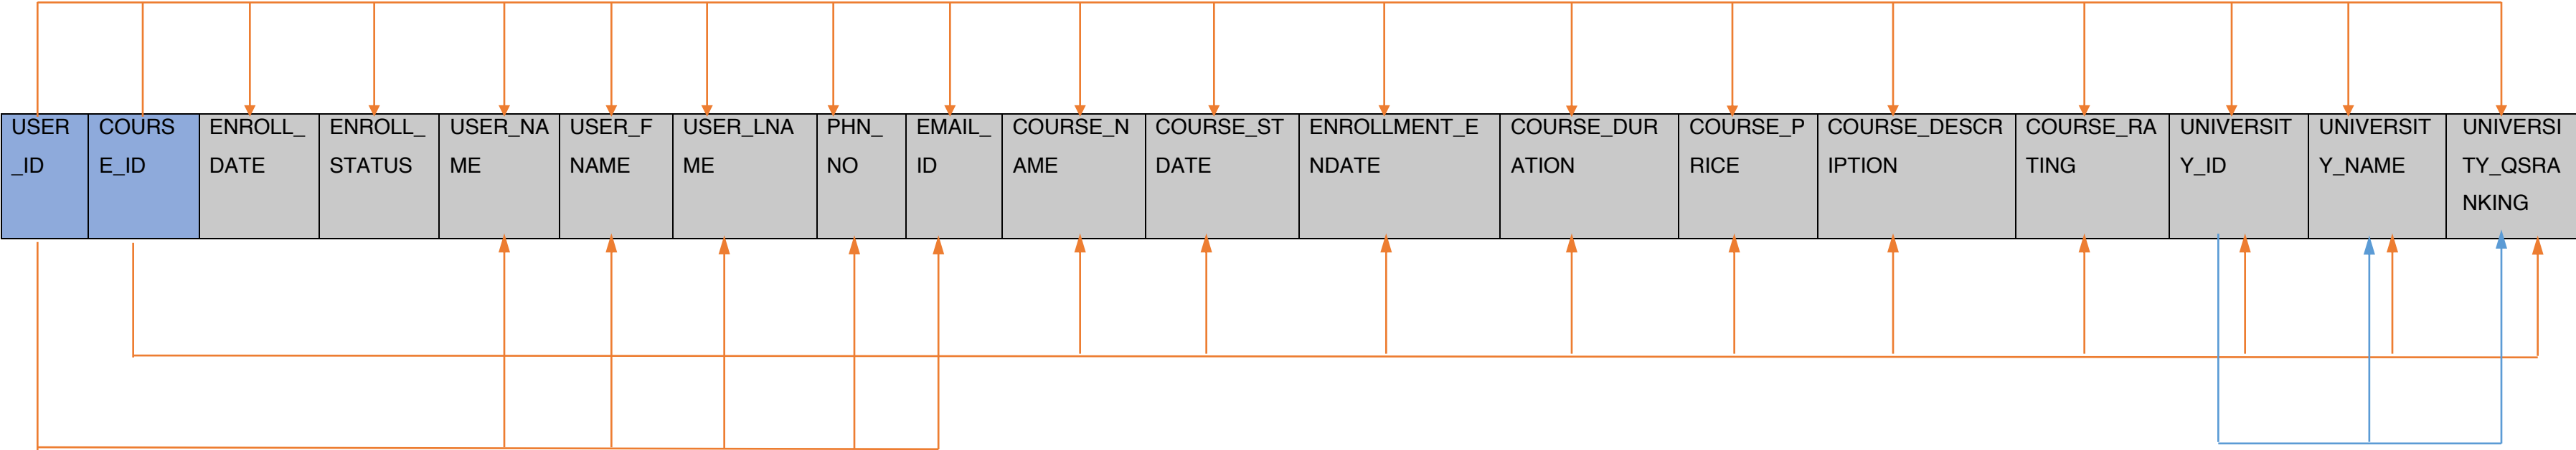 USER
_ID
COURS
E_ID
ENROLL_
DATE
ENROLL_
STATUS
USER_NA
ME
USER_F
NAME
USER_LNA
ME
PHN_
NO
EMAIL_
ID
COURSE_N
AME
COURSE_ST
DATE
ENROLLMENT_E
NDATE
COURSE_DUR
ATION
COURSE_P
RICE
COURSE_DESCR
IPTION
COURSE_RA
TING
UNIVERSIT
Y_ID
UNIVERSIT
Y_NAME
UNIVERSI
TY_QSRA
NKING